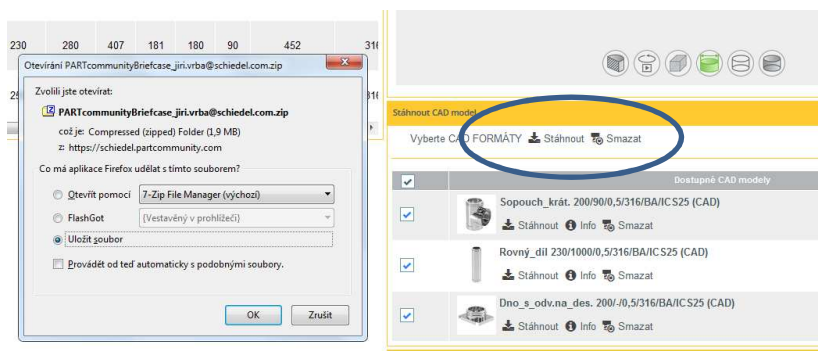 230 280 407 181 180 90 452 316
Otevírání PARTcommunityBriefcase_jiri.vrba@schiedel.com.zip
Zvolili jste otevírat:
PARTcommunityBriefcase_jiri.vrba@schiedel.com.zip
což je: Compressed (zipped) Folder (1,9 MB)
z: https://schiedel.partcommunity.com
Co má aplikace Firefox udělat s tímto souborem?
Otevřít pomocí 7-Zip File Manager (výchozí)
FlashGot (Vestavěný v prohlížeči)
Uložit soubor
Provádět od teď automaticky s podobnými soubory.
OK Zrušit
Stáhnout CAD model
Vyberte CAD FORMÁTY Stáhnout Smazat
Dostupné CAD modely
Sopouch_krát. 200/90/0,5/316/BA/ICS25 (CAD)
Stáhnout Info Smazat
Rovný_díl 230/1000/0,5/316/BA/ICS25 (CAD)
Stáhnout Info Smazat
Dno_s_odv.na_des. 200/-/0,5/316/BA/ICS25 (CAD)
Stáhnout Info Smazat